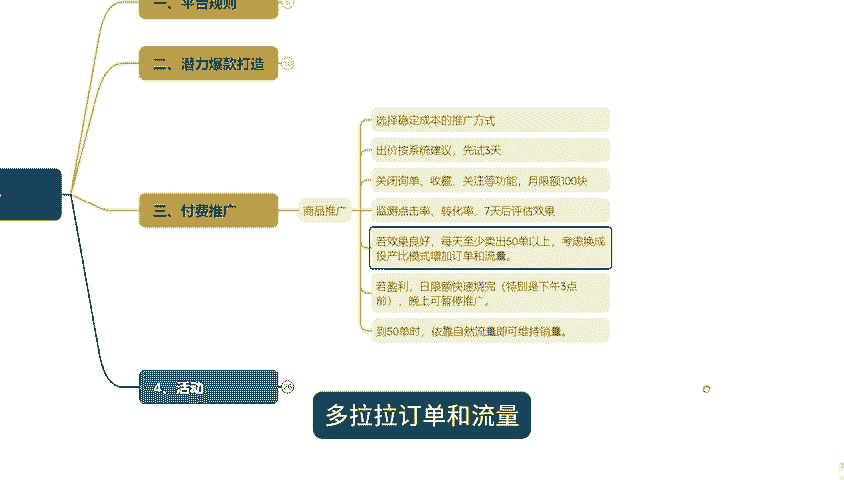 一、平台规则
二、潜力爆款打造
三、付费推广
商品推广
选择稳定成本的推广方式
出价按系统建议，先试3天
关闭询单、收藏、关注等功能，月限额100块
监测点击率、转化率，7天后评估效果
若效果良好，每天至少卖出50单以上，考虑换成
投产比模式增加订单和流量。
若盈利，日限额快速烧完（特别是下午3点
前），晚上可暂停推广。
到50单时，依靠自然流量即可维持销量。
4、活动
26
多拉拉订单和流量